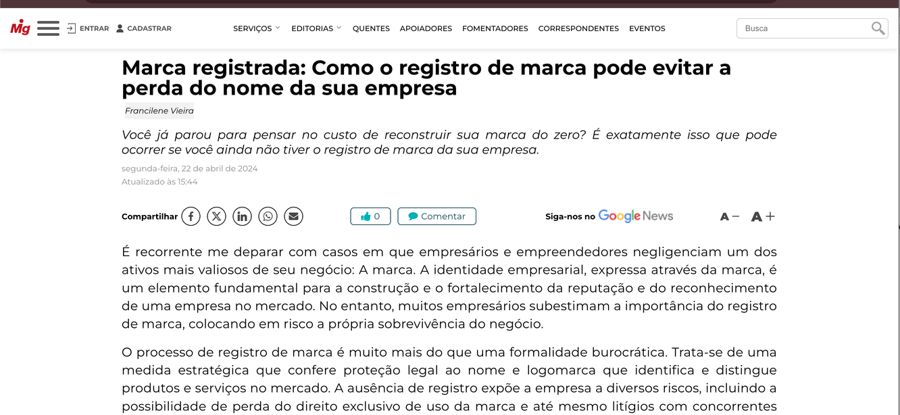 Mig ENTRAR CADASTRAR SERVIÇOS EDITORIAS QUENTES APOIADORES FOMENTADORES CORRESPONDENTES EVENTOS Busca
Marca registrada: Como o registro de marca pode evitar a
perda do nome da sua empresa
Francilene Vieira
Você já parou para pensar no custo de reconstruir sua marca do zero? É exatamente isso que pode
ocorrer se você ainda não tiver o registro de marca da sua empresa.
segunda-feira, 22 de abril de 2024
Atualizado às 15:44
Compartilhar 0 Comentar Siga-nos no Google News A− A+
É recorrente me deparar com casos em que empresários e empreendedores negligenciam um dos
ativos mais valiosos de seu negócio: A marca. A identidade empresarial, expressa através da marca, é
um elemento fundamental para a construção e o fortalecimento da reputação e do reconhecimento
de uma empresa no mercado. No entanto, muitos empresários subestimam a importância do registro
de marca, colocando em risco a própria sobrevivência do negócio.
O processo de registro de marca é muito mais do que uma formalidade burocrática. Trata-se de uma
medida estratégica que confere proteção legal ao nome e logomarca que identifica e distingue
produtos e serviços no mercado. A ausência de registro expõe a empresa a diversos riscos, incluindo a
possibilidade de perda do direito exclusivo de uso da marca e até mesmo litígios com concorrentes